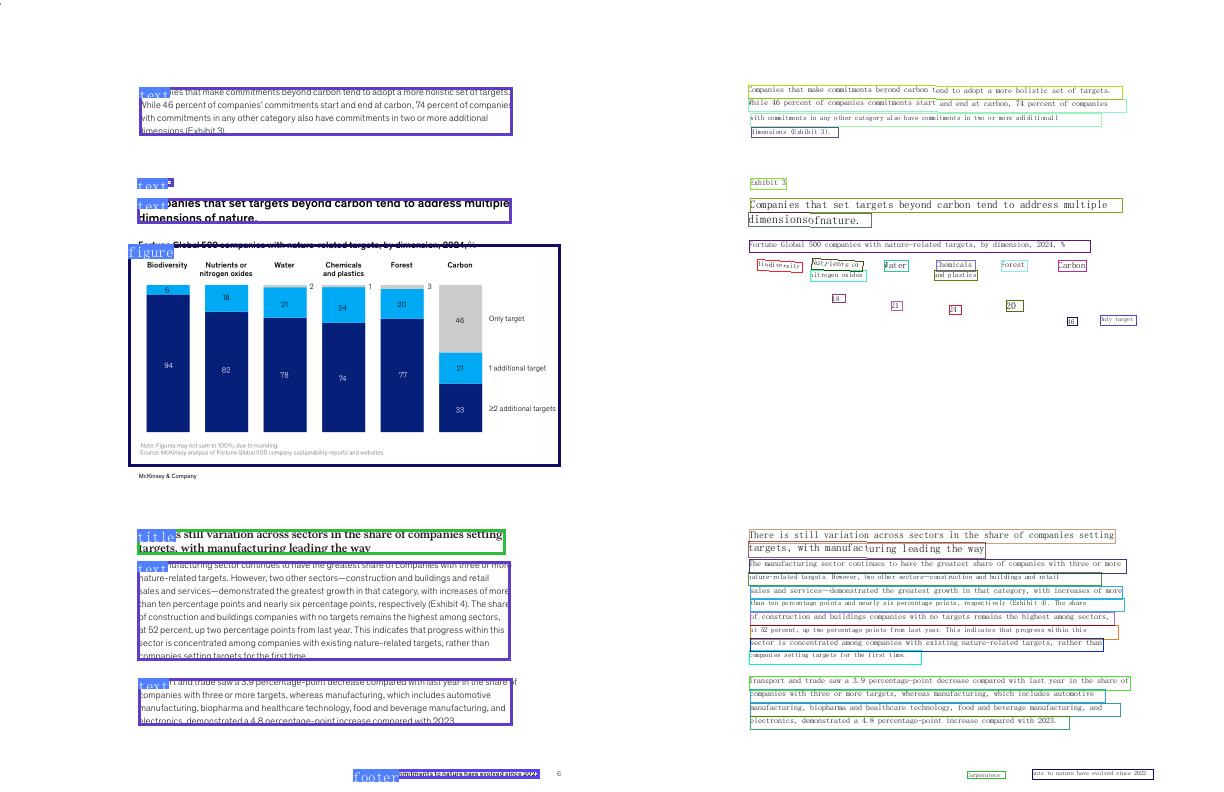 text
ies that make commitments beyond carbon tend to adopt a more holistic set of targets.
While 46 percent of companies' commitments start and end at carbon, 74 percent of companies
with commitments in any other category also have commitments in two or more additional
dimensions (Exhibit 3).
text
text
panies that set targets beyond carbon tend to address multiple
dimensions of nature.
figure
Fortune Global 500 companies with nature-related targets, by dimension, 2024, %
Biodiversity
Nutrients or
nitrogen oxides
Water
Chemicals
and plastics
Forest
Carbon
6
18
2
21
1
24
3
20
46
Only target
94
82
78
74
77
21
1 additional target
33
≥2 additional targets
Note: Figures may not sum to 100%, due to rounding.
Source: McKinsey analysis of Fortune Global 500 company sustainability reports and websites
McKinsey & Company
title
s still variation across sectors in the share of companies setting
targets, with manufacturing leading the way
text
nufacturing sector continues to have the greatest share of companies with three or more
nature-related targets. However, two other sectors—construction and buildings and retail
sales and services—demonstrated the greatest growth in that category, with increases of more
than ten percentage points and nearly six percentage points, respectively (Exhibit 4). The share
of construction and buildings companies with no targets remains the highest among sectors,
at 52 percent, up two percentage points from last year. This indicates that progress within this
sector is concentrated among companies with existing nature-related targets, rather than
companies setting targets for the first time.
text
rt and trade saw a 3.9 percentage-point decrease compared with last year in the share of
companies with three or more targets, whereas manufacturing, which includes automotive
manufacturing, biopharma and healthcare technology, food and beverage manufacturing, and
electronics, demonstrated a 4.8 percentage-point increase compared with 2023.
footer
mmitments to nature have evolved since 2022
6
Companies that make commitments beyond carbon tend to adopt a more holistic set of targets.
While 46 percent of companies commitments start and end at carbon, 74 percent of companies
with commitments in any other category also have commitments in two or more addiditional
dimensions (Exhibit 3).
Exhibit 3
Companies that set targets beyond carbon tend to address multiple
dimensionsofnature.
Fortune Global 500 companies with nature-related targets, by dimension, 2024, %
Biodiversity
Nutrients or
nitrogen oxides
Water
Chemicals
and plastics
Forest
Carbon
18
21
24
20
46
Only target
There is still variation across sectors in the share of companies setting
targets, with manufacturing leading the way
The manufacturing sector continues to have the greatest share of companies with three or more
nature-related targets. However, two other sectors—construction and buildings and retail
sales and services—demonstrated the greatest growth in that category, with increases of more
than ten percentage points and nearly six percentage points, respectively (Exhibit 4). The share
of construction and buildings companies with no targets remains the highest among sectors,
at 52 percent, up two percentage points from last year. This indicates that progress within this
sector is concentrated among companies with existing nature-related targets, rather than
companies setting targets for the first time.
Transport and trade saw a 3.9 percentage-point decrease compared with last year in the share of
companies with three or more targets, whereas manufacturing, which includes automotive
manufacturing, biopharma and healthcare technology, food and beverage manufacturing, and
electronics, demonstrated a 4.8 percentage-point increase compared with 2023.
Corporateecs
ants to nature have evolved since 2022